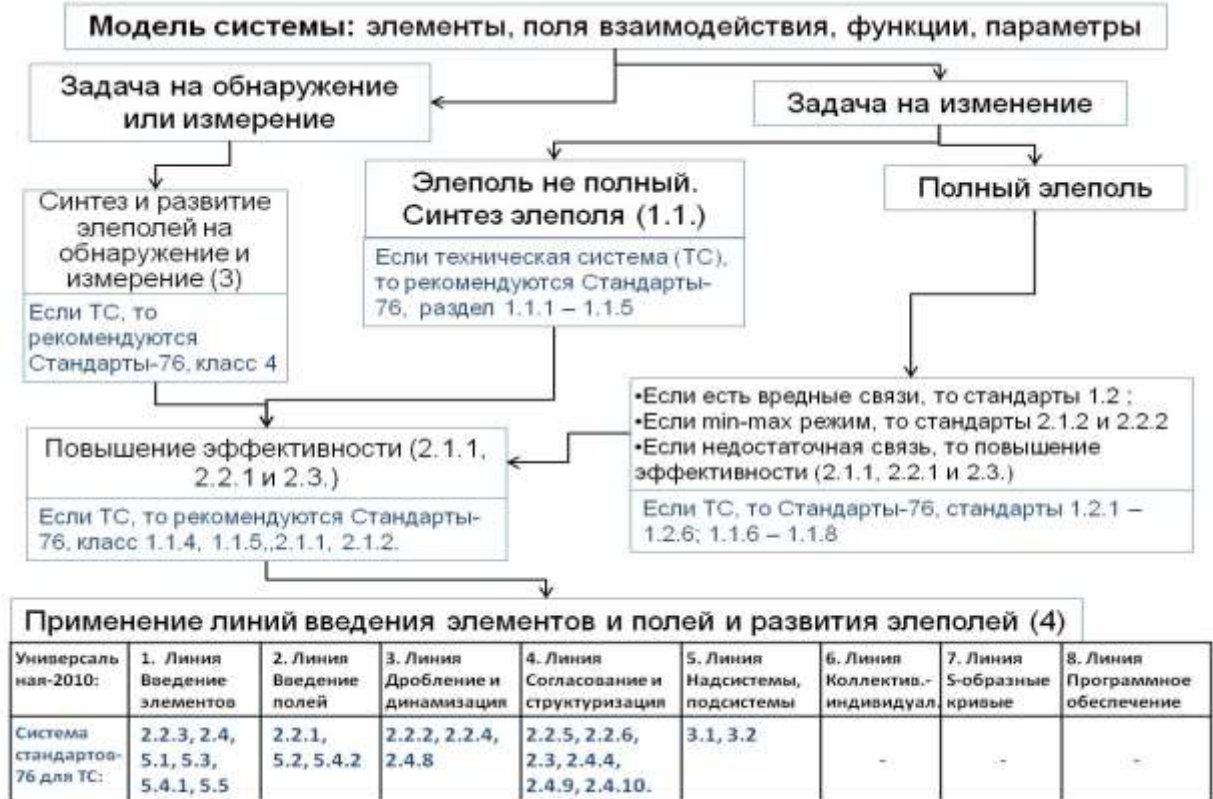 Модель системы: элементы, поля взаимодействия, функции, параметры
Задача на обнаружение
или измерение
Задача на изменение
Синтез и развитие
элеполей на
обнаружение и
измерение (3)
Если ТС, то
рекомендуются
Стандарты-76, класс 4
Элеполь не полный.
Синтез элеполя (1.1.)
Если техническая система (ТС),
то рекомендуются Стандарты-
76, раздел 1.1.1 – 1.1.5
Полный элеполь
•Если есть вредные связи, то стандарты 1.2 ;
•Если min-max режим, то стандарты 2.1.2 и 2.2.2
•Если недостаточная связь, то повышение
эффективности (2.1.1, 2.2.1 и 2.3.)
Если ТС, то Стандарты-76, стандарты 1.2.1 –
1.2.6; 1.1.6 – 1.1.8
Повышение эффективности (2.1.1,
2.2.1 и 2.3.)
Если ТС, то рекомендуются Стандарты-
76, класс 1.1.4, 1.1.5,,2.1.1, 2.1.2.
Применение линий введения элементов и полей и развития элеполей (4)
Универсаль
ная-2010:
1. Линия
Введение
элементов
2. Линия
Введение
полей
3. Линия
Дробление и
динамизация
4. Линия
Согласование и
структуризация
5. Линия
Надсистемы,
подсистемы
6. Линия
Коллектив.-
индивидуал.
7. Линия
S-образные
кривые
8. Линия
Программное
обеспечение
Система
стандартов-
76 для ТС:
2.2.3, 2.4,
5.1, 5.3,
5.4.1, 5.5
2.2.1,
5.2, 5.4.2
2.2.2, 2.2.4,
2.4.8
2.2.5, 2.2.6,
2.3, 2.4.4,
2.4.9, 2.4.10.
3.1, 3.2
-
-
-